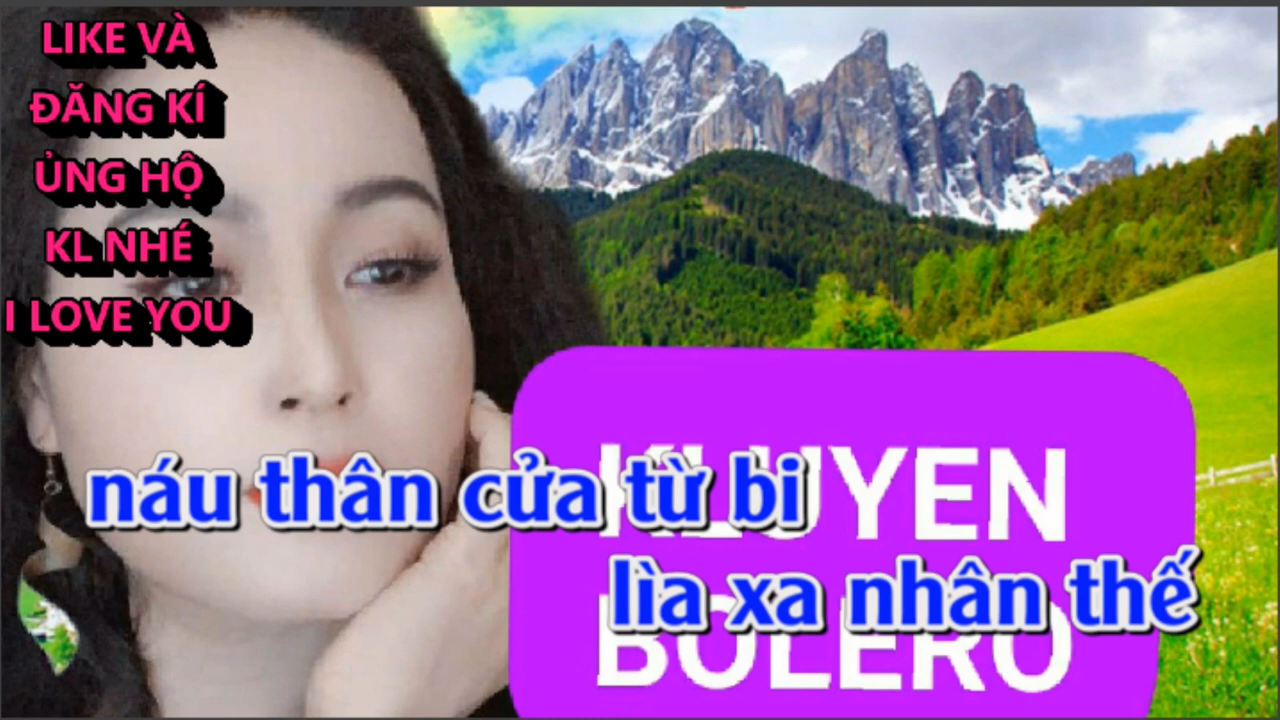 LIKE VÀ
ĐĂNG KÍ
ỦNG HỘ
KL NHÉ
I LOVE YOU
náu thân cửa từ bi
KLUYEN
lìa xa nhân thế
BOLERO